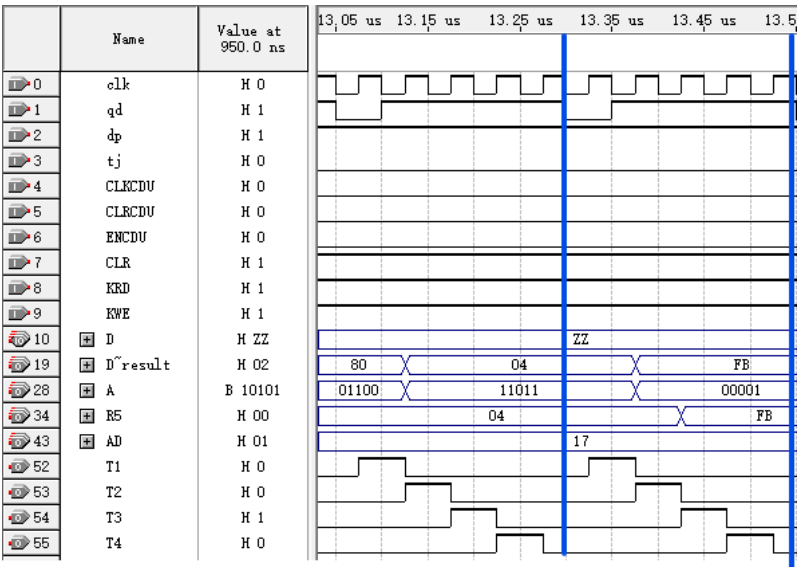 Name Value at 950.0 ns 13.05 us 13.15 us 13.25 us 13.35 us 13.45 us 13.5
0 clk H 0
1 qd H 1
2 dp H 1
3 tj H 0
4 CLKCDU H 0
5 CLRCDU H 0
6 ENCDU H 0
7 CLR H 1
8 KRD H 1
9 KWE H 1
10 D H ZZ ZZ
19 D~result H 02 80 04 FB
28 A B 10101 01100 11011 00001
34 R5 H 00 04 FB
43 AD H 01 17
52 T1 H 0
53 T2 H 0
54 T3 H 1
55 T4 H 0